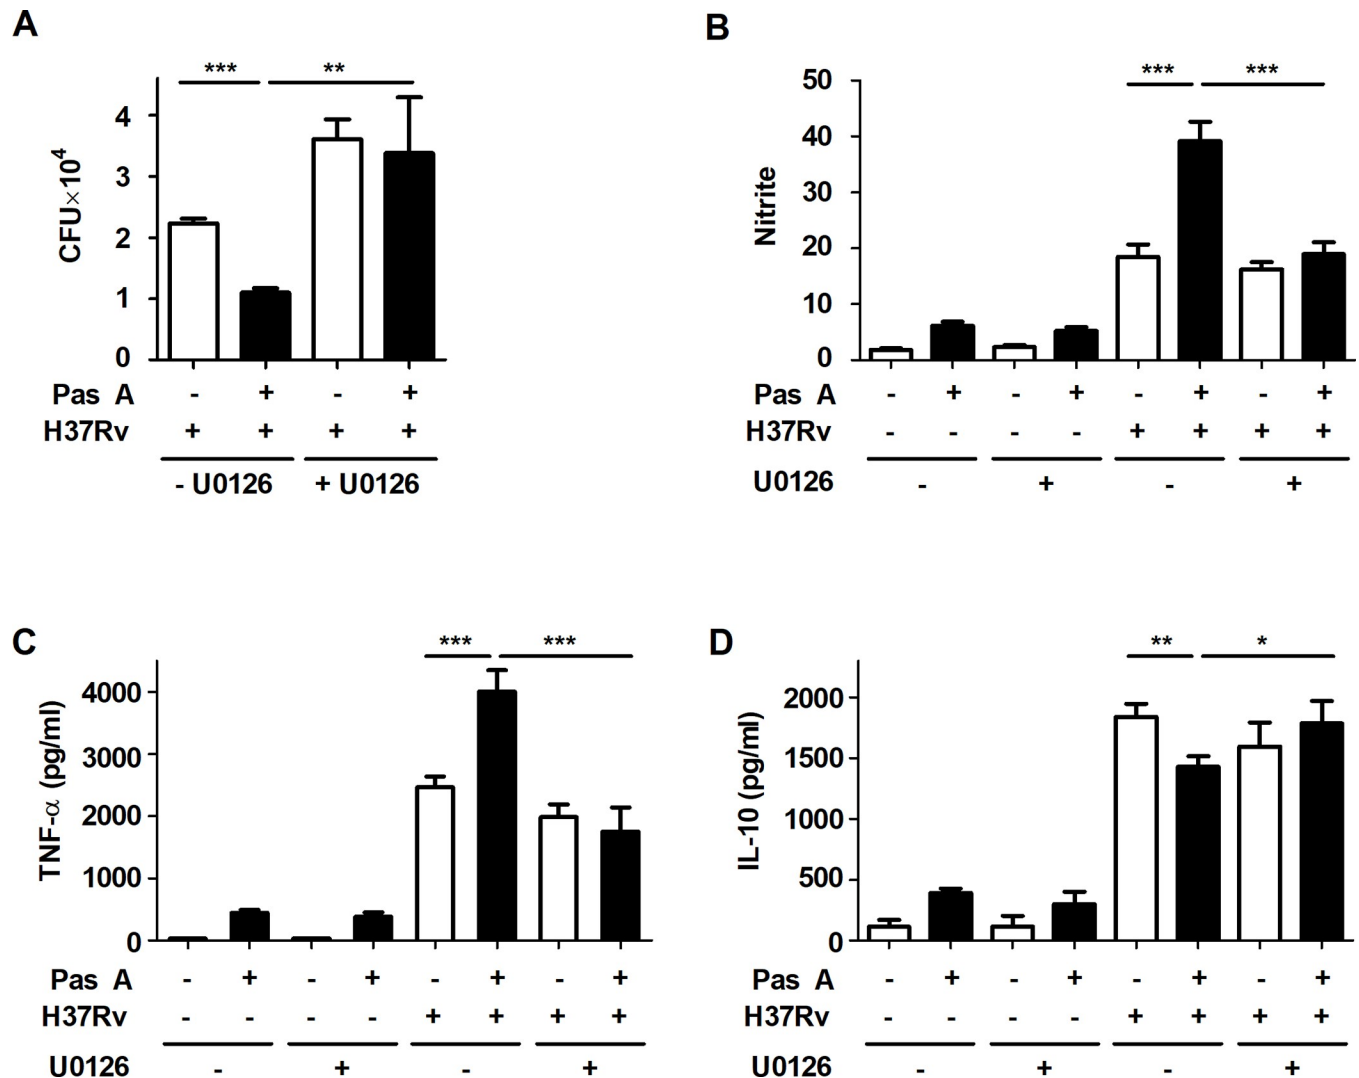 A
*** **
CFU×10⁴
4
3
2
1
0
Pas A - + - +
H37Rv + + + +
- U0126 + U0126
B
*** ***
Nitrite
50
40
30
20
10
0
Pas A - + - + - + - +
H37Rv - - - - + + + +
U0126 - + - +
C
*** ***
TNF-α (pg/ml)
4000
3000
2000
1000
0
Pas A - + - + - + - +
H37Rv - - - - + + + +
U0126 - + - +
D
** *
IL-10 (pg/ml)
2000
1500
1000
500
0
Pas A - + - + - + - +
H37Rv - - - - + + + +
U0126 - + - +